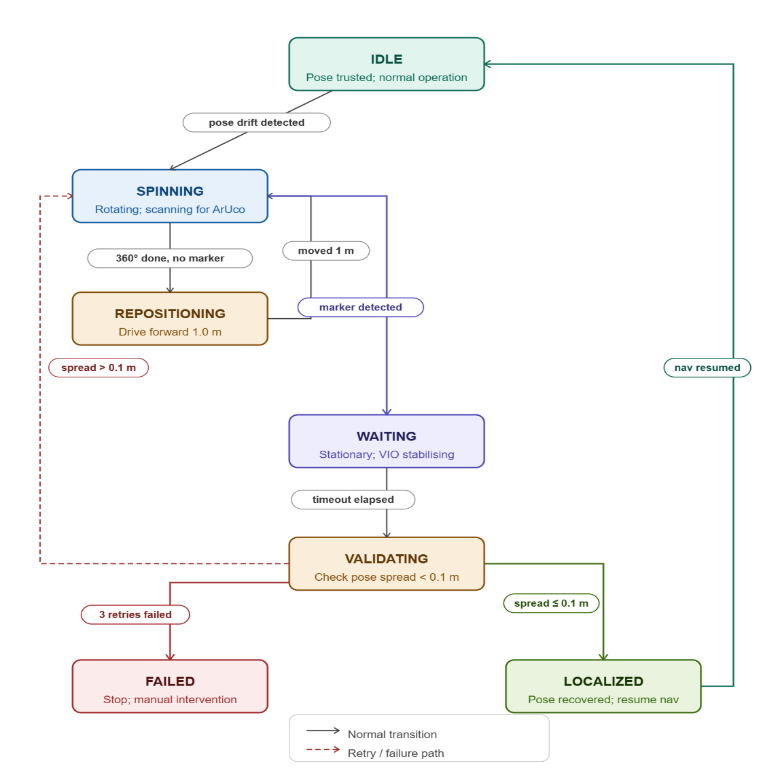 IDLE
Pose trusted; normal operation
pose drift detected
SPINNING
Rotating; scanning for ArUco
360° done, no marker
moved 1 m
REPOSITIONING
Drive forward 1.0 m
marker detected
spread > 0.1 m
nav resumed
WAITING
Stationary; VIO stabilising
timeout elapsed
VALIDATING
Check pose spread < 0.1 m
3 retries failed
spread ≤ 0.1 m
FAILED
Stop; manual intervention
LOCALIZED
Pose recovered; resume nav
Normal transition
Retry / failure path